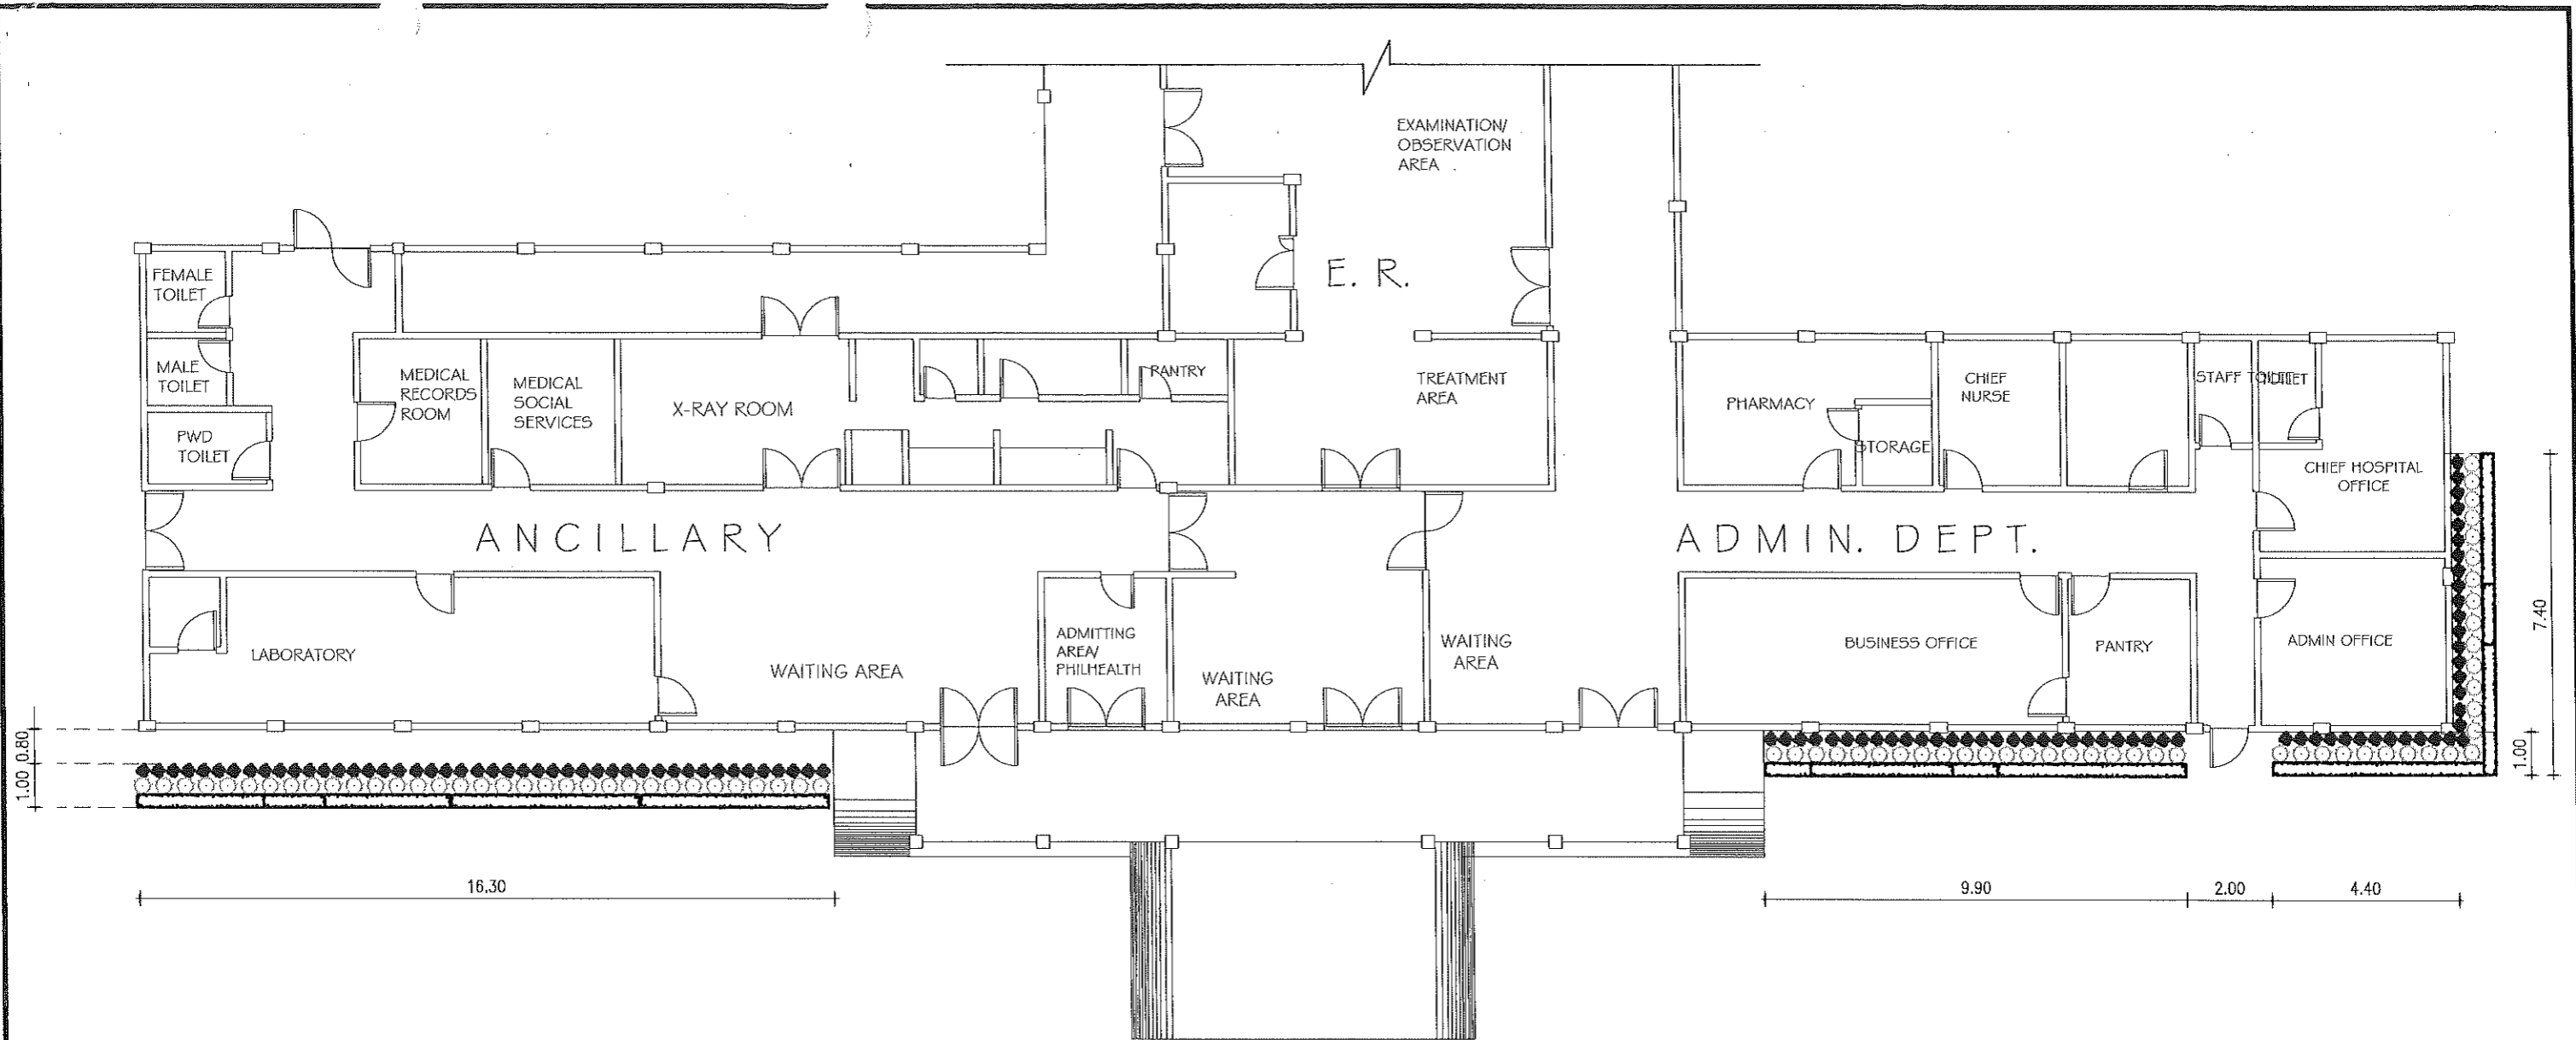 EXAMINATION/
OBSERVATION
AREA
E. R.
FEMALE
TOILET
MALE
TOILET
PWD
TOILET
MEDICAL
RECORDS
ROOM
MEDICAL
SOCIAL
SERVICES
X-RAY ROOM
PANTRY
TREATMENT
AREA
PHARMACY
STORAGE
CHIEF
NURSE
STAFF TOILET
TOILET
CHIEF HOSPITAL
OFFICE
ANCILLARY
ADMIN. DEPT.
LABORATORY
WAITING AREA
ADMITTING
AREA/
PHILHEALTH
WAITING
AREA
WAITING
AREA
BUSINESS OFFICE
PANTRY
ADMIN OFFICE
7.40
0.80
1.00
1.00
16.30
9.90
2.00
4.40